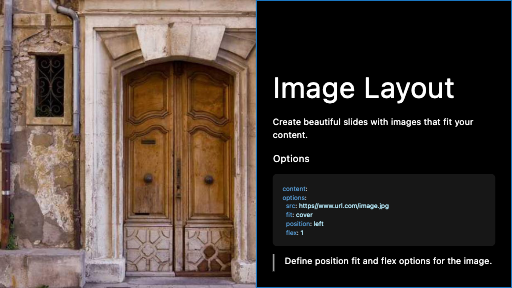 Image Layout
Create beautiful slides with images that fit your
content.
Options
content:
options:
src: https//www.url.com/image.jpg
fit: cover
position: left
flex: 1
Define position fit and flex options for the image.